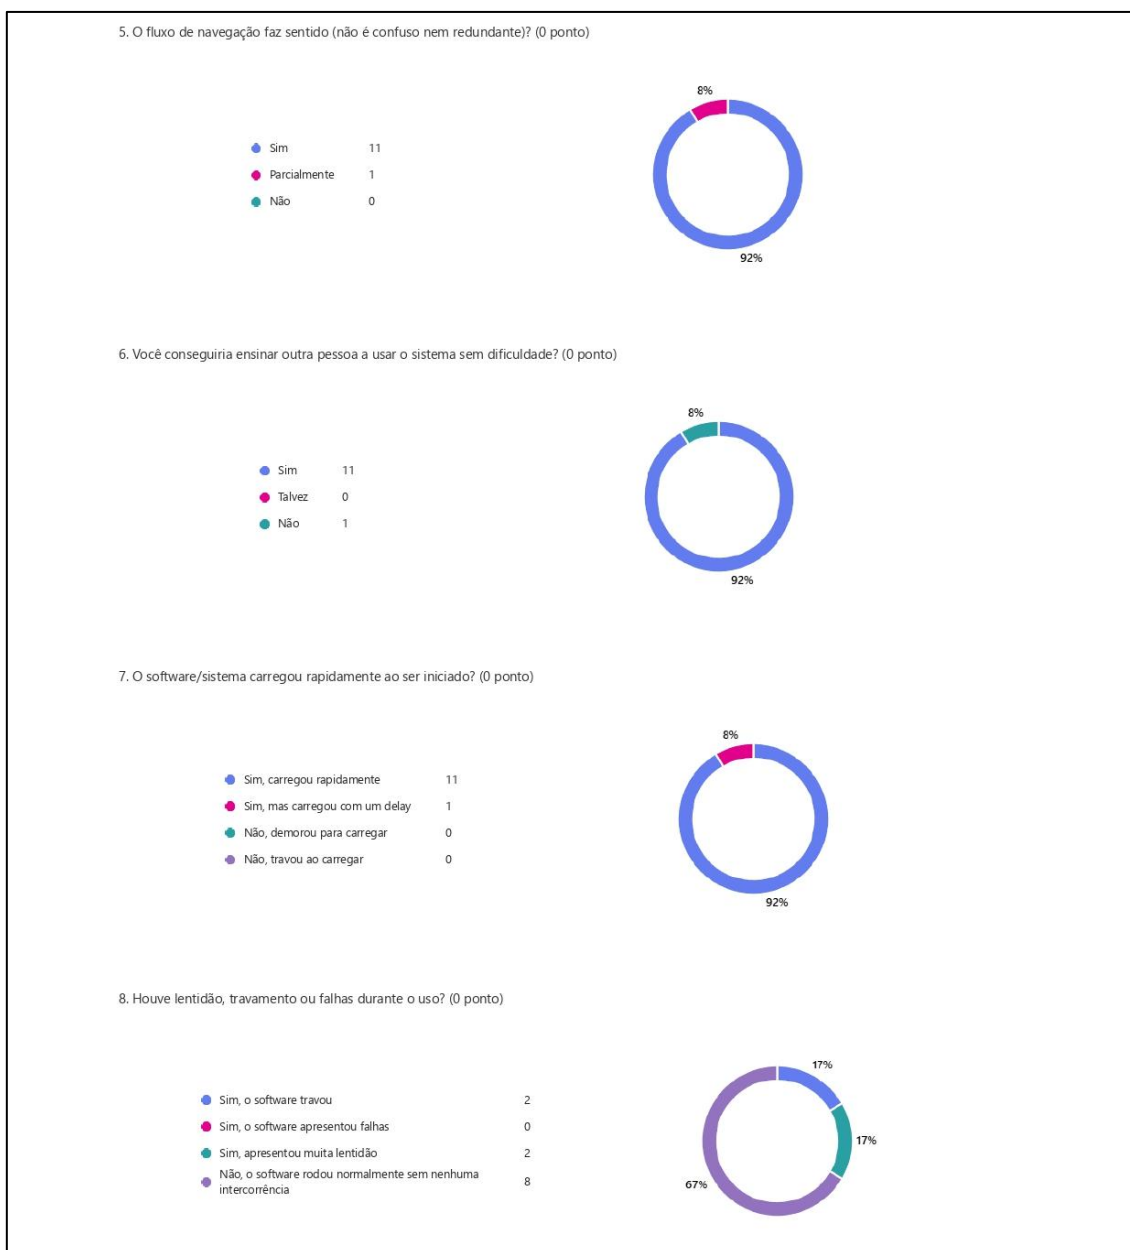 5. O fluxo de navegação faz sentido (não é confuso nem redundante)? (0 ponto)
8%
Sim 11
Parcialmente 1
Não 0
92%
6. Você conseguiria ensinar outra pessoa a usar o sistema sem dificuldade? (0 ponto)
8%
Sim 11
Talvez 0
Não 1
92%
7. O software/sistema carregou rapidamente ao ser iniciado? (0 ponto)
8%
Sim, carregou rapidamente 11
Sim, mas carregou com um delay 1
Não, demorou para carregar 0
Não, travou ao carregar 0
92%
8. Houve lentidão, travamento ou falhas durante o uso? (0 ponto)
17%
Sim, o software travou 2
Sim, o software apresentou falhas 0
17%
Sim, apresentou muita lentidão 2
Não, o software rodou normalmente sem nenhuma
intercorrência 8
67%